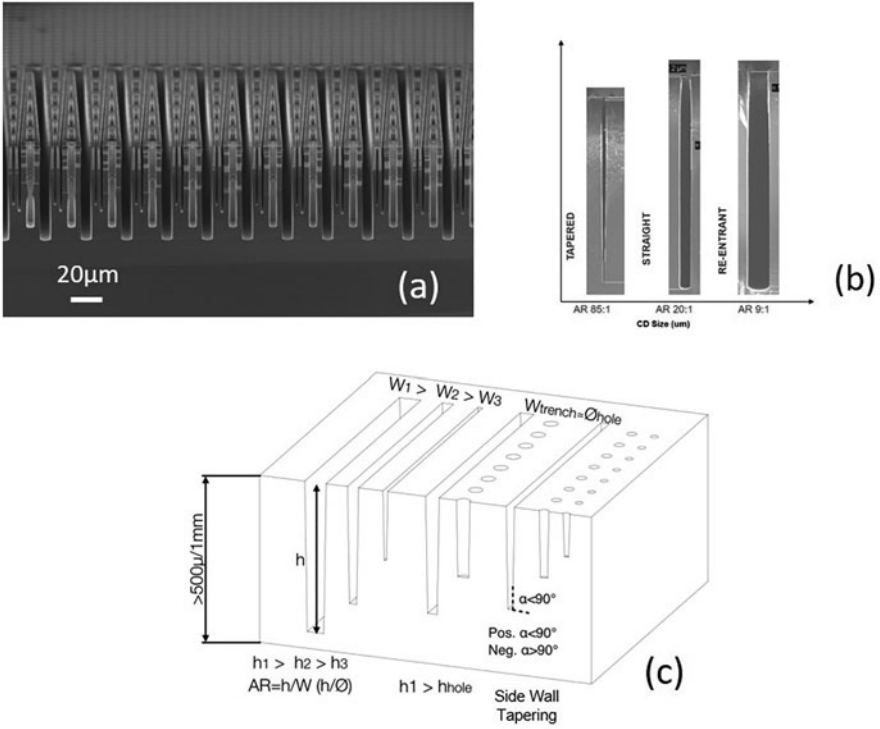 20µm
(a)
2 µm
TAPERED
STRAIGHT
RE-ENTRANT
AR 85:1
AR 20:1
AR 9:1
CD Size (um)
(b)
W1 > W2 > W3
Wtrench=Øhole
>500µ/1mm
h
α<90°
Pos. α<90°
Neg. α>90°
h1 > h2 > h3
AR=h/W (h/Ø)
h1 > hhole
Side Wall
Tapering
(c)